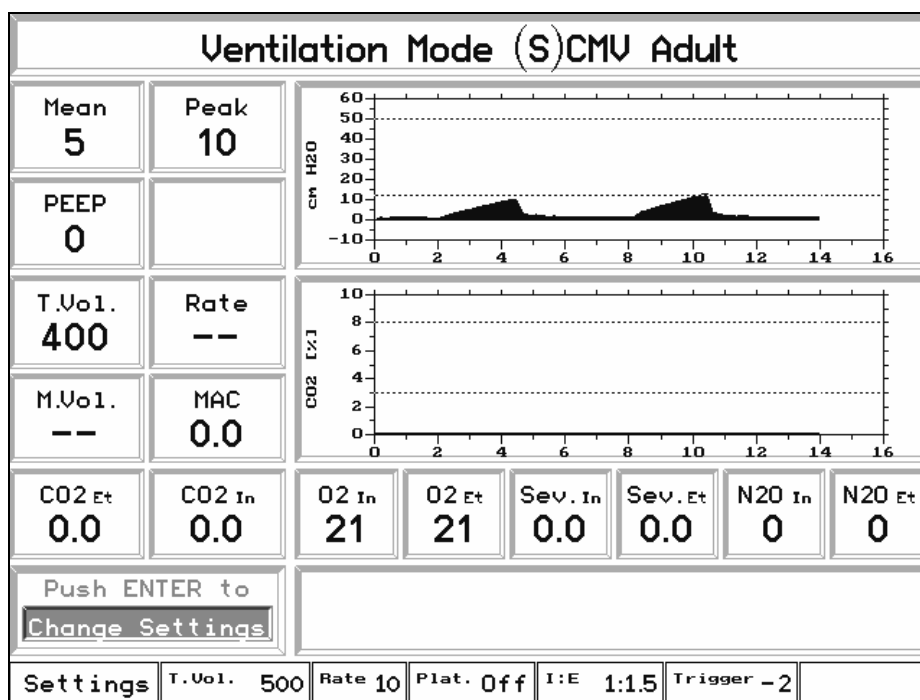 Ventilation Mode (S)CMV Adult
Mean
5
Peak
10
PEEP
0
T.Vol.
400
Rate
--
M.Vol.
--
MAC
0.0
CM H2O
60
50
40
30
20
10
0
-10
0 2 4 6 8 10 12 14 16
CO2 [%]
10
8
6
4
2
0
0 2 4 6 8 10 12 14 16
CO2 Et
0.0
CO2 In
0.0
O2 In
21
O2 Et
21
Sev.In
0.0
Sev.Et
0.0
N2O In
0
N2O Et
0
Push ENTER to
Change Settings
Settings T.Vol. 500 Rate 10 Plat. Off I:E 1:1.5 Trigger -2